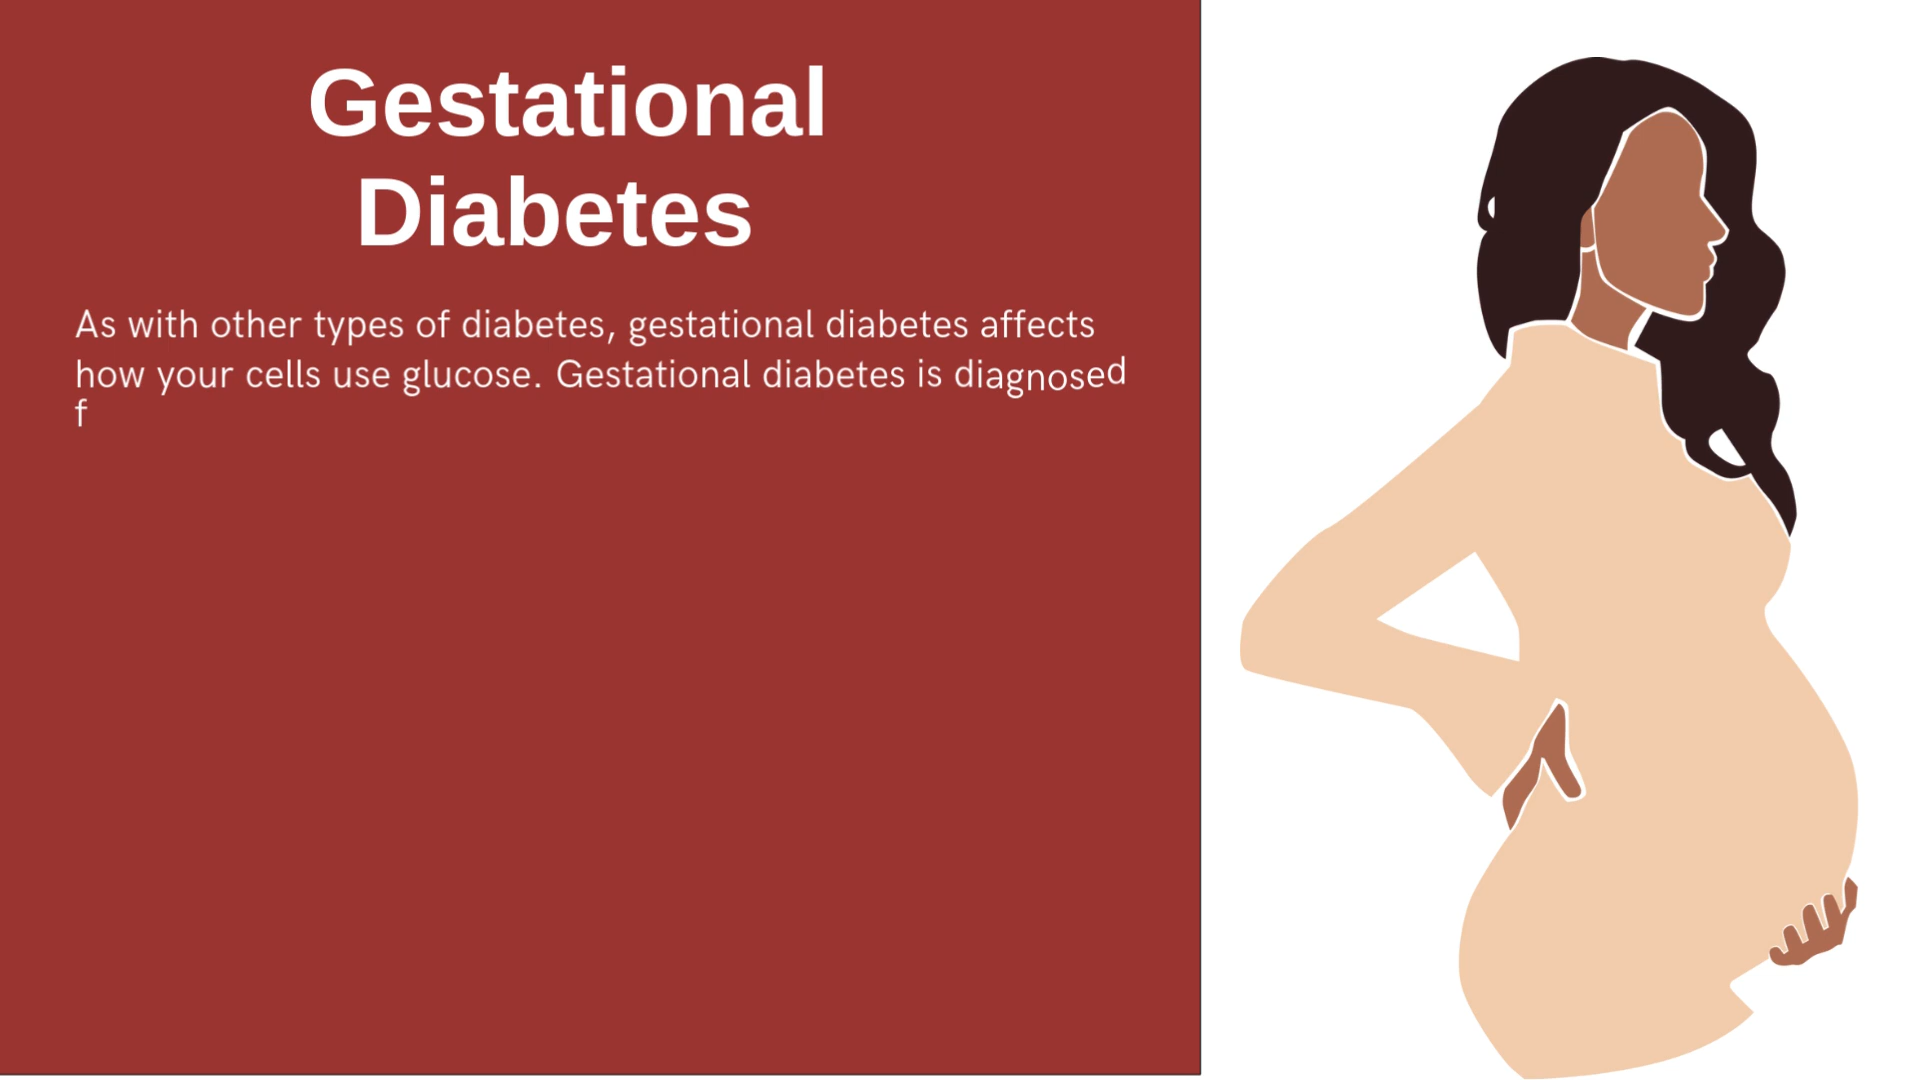 Gestational
Diabetes
As with other types of diabetes, gestational diabetes affects
how your cells use glucose. Gestational diabetes is diagnosed
f